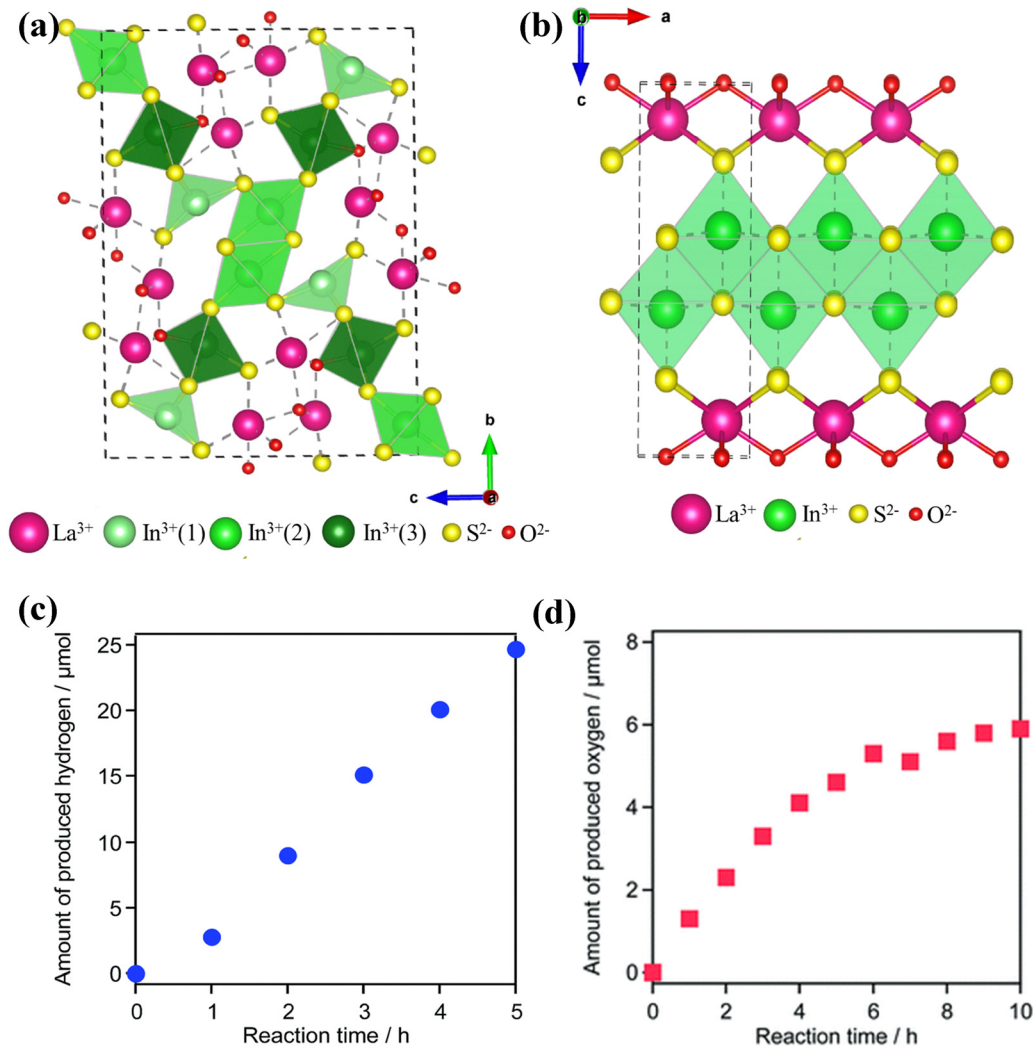 (a)
b
c
a
La³⁺ In³⁺(1) In³⁺(2) In³⁺(3) S²⁻ O²⁻
(b)
b
a
c
La³⁺ In³⁺ S²⁻ O²⁻
(c)
Amount of produced hydrogen / μmol
25
20
15
10
5
0
0 1 2 3 4 5
Reaction time / h
(d)
Amount of produced oxygen / μmol
8
6
4
2
0
0 2 4 6 8 10
Reaction time / h